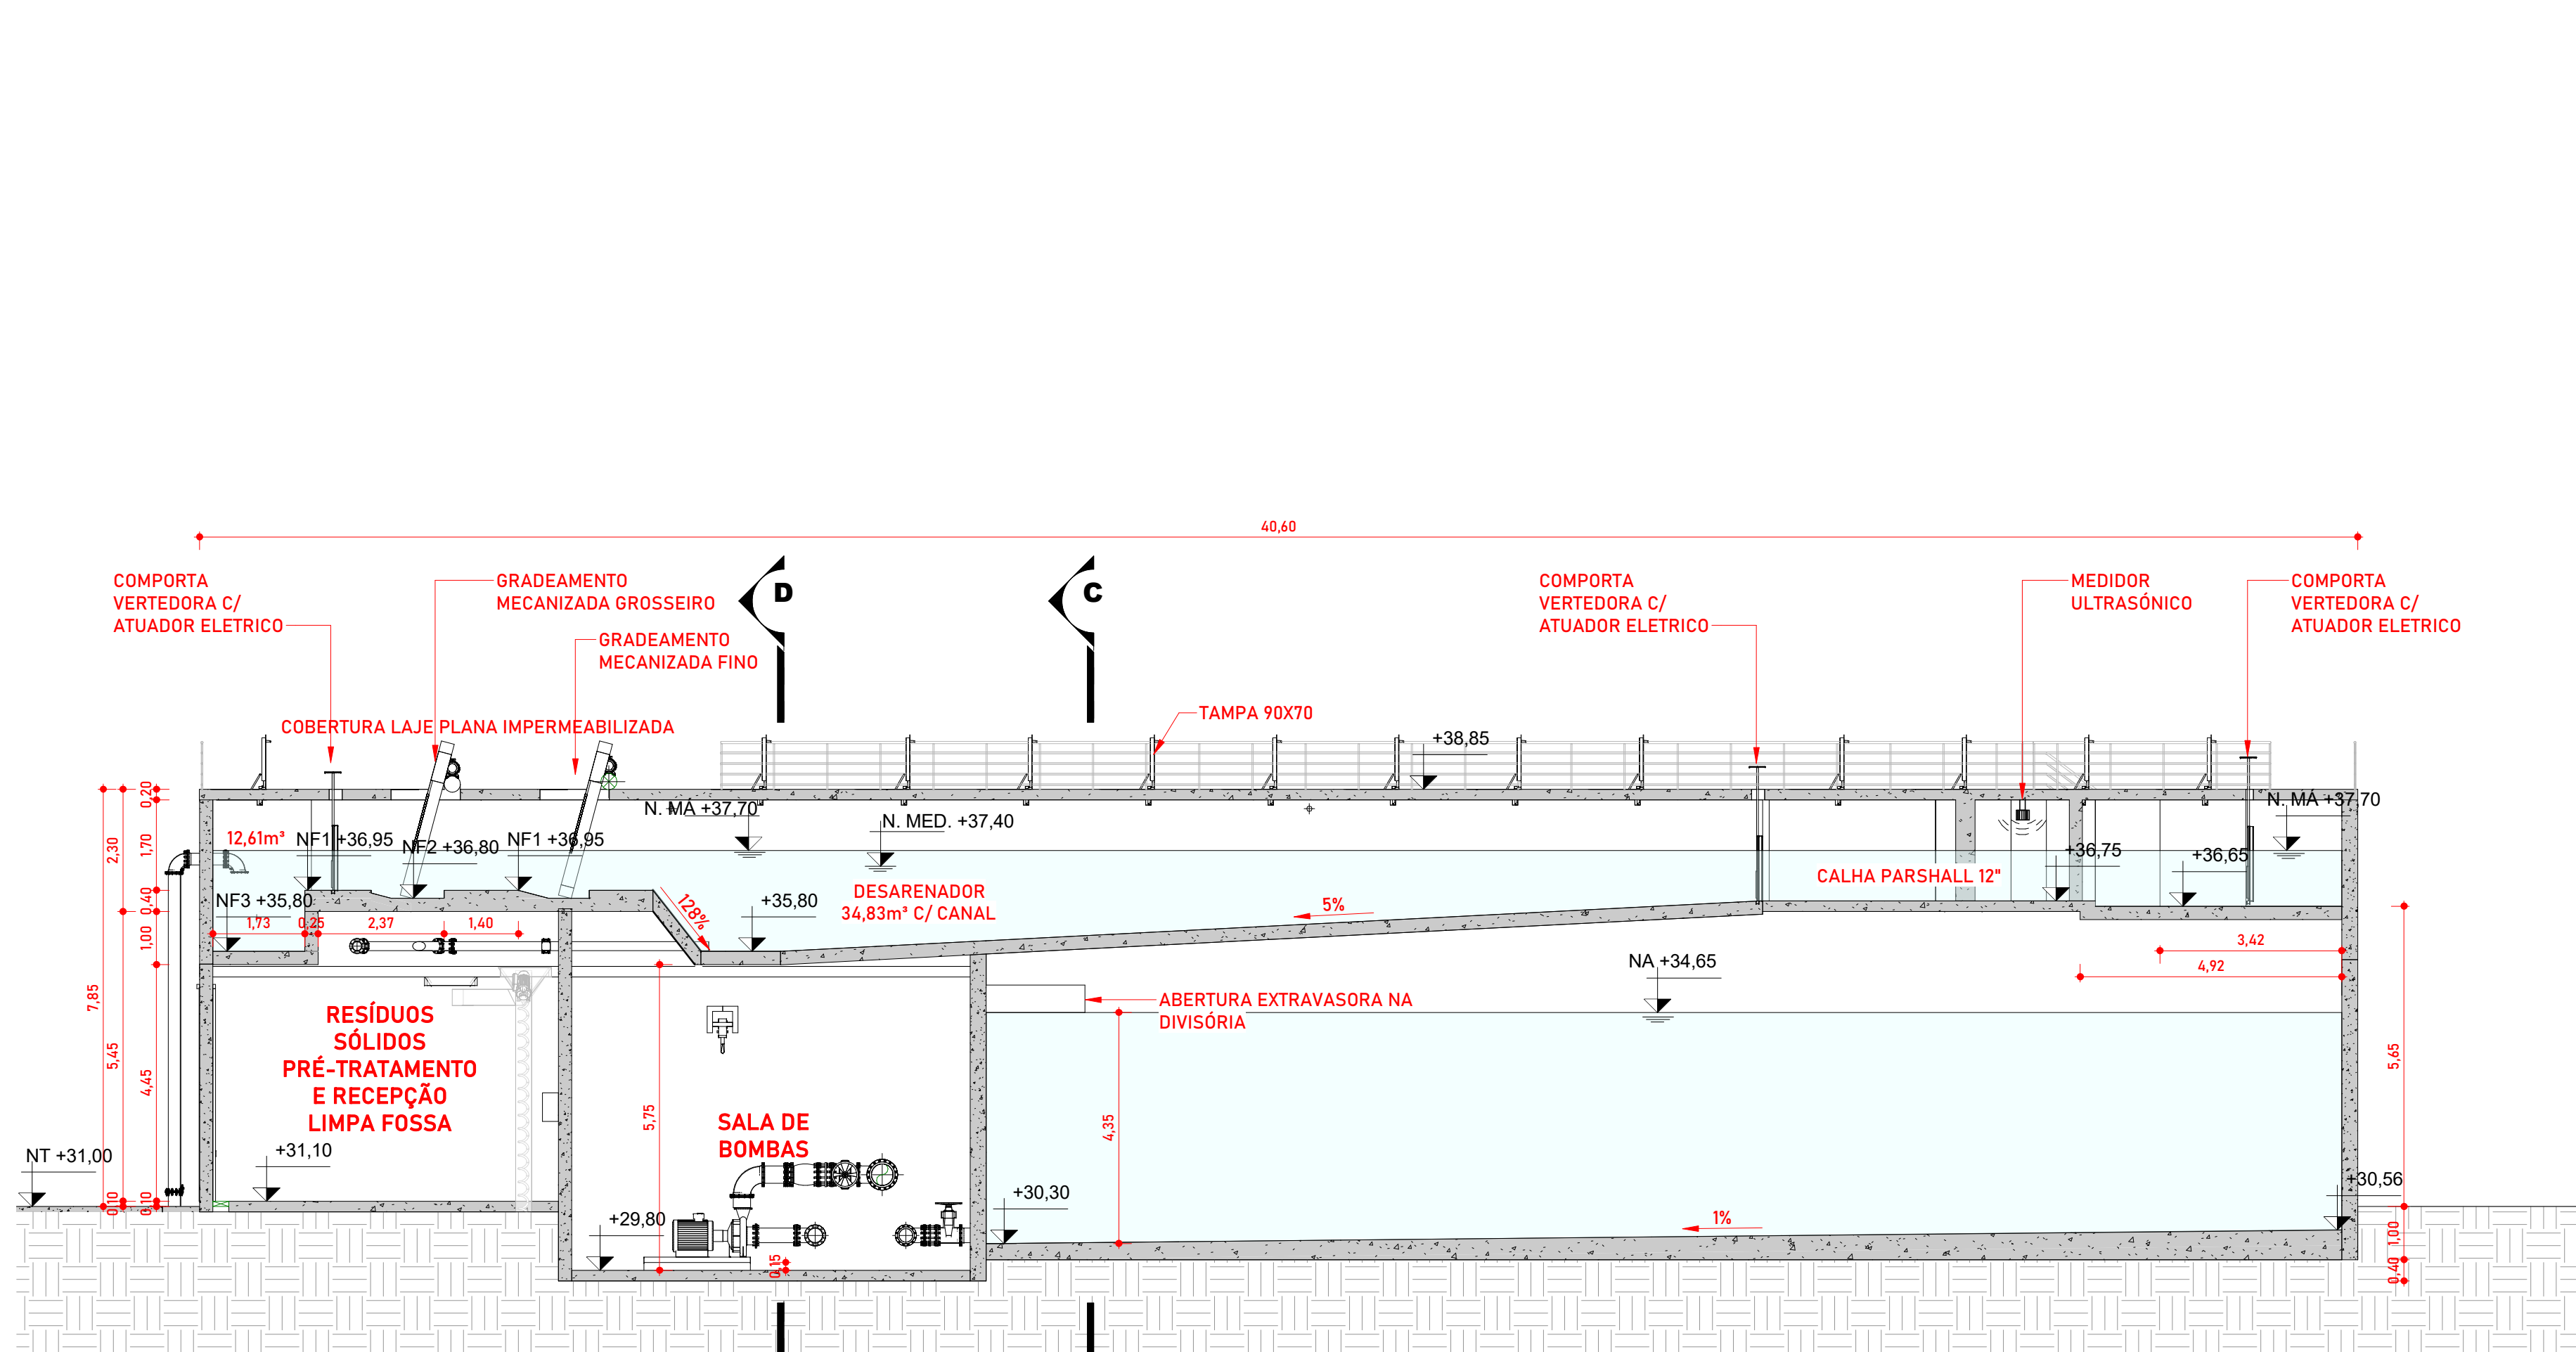 40,60
COMPORTA
VERTEDORA C/
ATUADOR ELETRICO
GRADEAMENTO
MECANIZADA GROSSEIRO
GRADEAMENTO
MECANIZADA FINO
D
C
COMPORTA
VERTEDORA C/
ATUADOR ELETRICO
MEDIDOR
ULTRASÓNICO
COMPORTA
VERTEDORA C/
ATUADOR ELETRICO
COBERTURA LAJE PLANA IMPERMEABILIZADA
TAMPA 90X70
+38,85
N. MÁ +37,70
N. MED. +37,40
N. MÁ +37,70
12,61m³
NF1 +36,95
NF2 +36,80
NF1 +36,95
+36,75
+36,65
CALHA PARSHALL 12"
DESARENADOR
34,83m³ C/ CANAL
NF3 +35,80
+35,80
128%
5%
1,73
0,25
2,37
1,40
3,42
4,92
NA +34,65
ABERTURA EXTRAVASORA NA
DIVISÓRIA
RESÍDUOS
SÓLIDOS
PRÉ-TRATAMENTO
E RECEPÇÃO
LIMPA FOSSA
SALA DE
BOMBAS
NT +31,00
+31,10
+29,80
+30,30
+30,56
1%
7,85
2,30
5,45
0,10
0,20
1,70
0,40
1,00
4,45
0,10
5,75
0,15
4,35
5,65
1,00
0,40